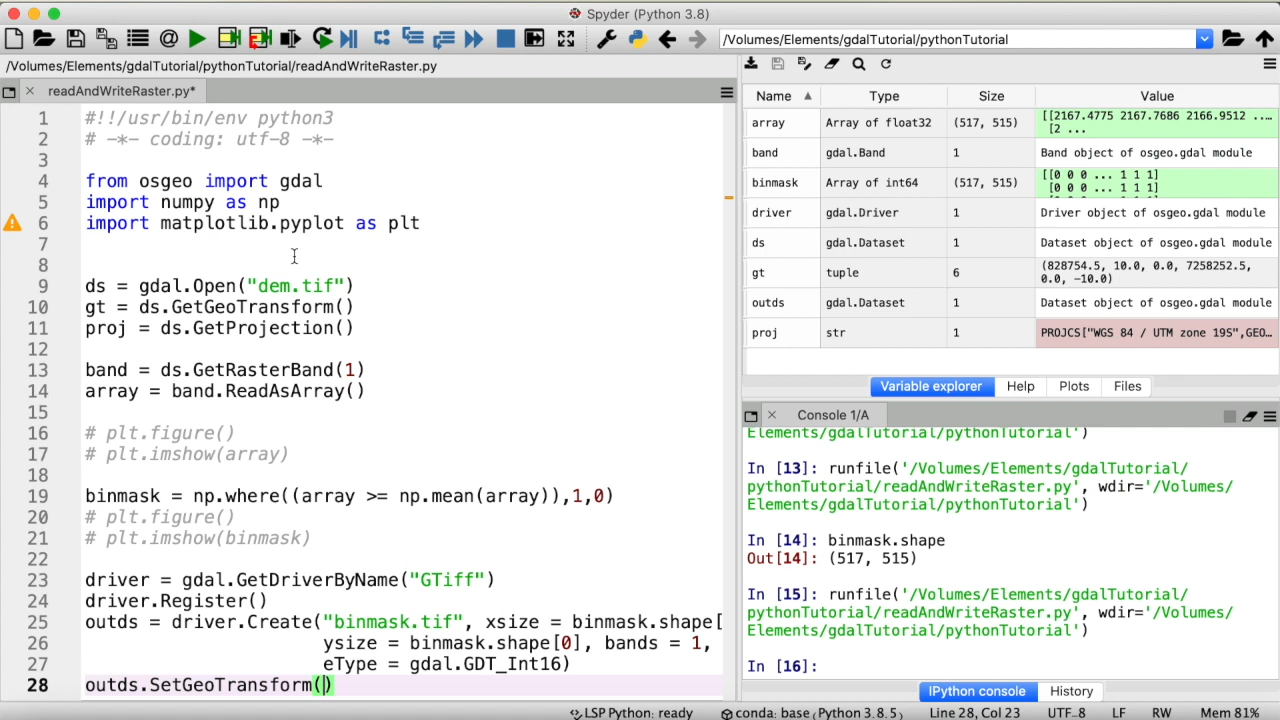 Spyder (Python 3.8)
/Volumes/Elements/gdalTutorial/pythonTutorial
/Volumes/Elements/gdalTutorial/pythonTutorial/readAndWriteRaster.py
readAndWriteRaster.py*
1 #!!/usr/bin/env python3
2 # -*- coding: utf-8 -*-
3
4 from osgeo import gdal
5 import numpy as np
6 import matplotlib.pyplot as plt
7
8
9 ds = gdal.Open("dem.tif")
10 gt = ds.GetGeoTransform()
11 proj = ds.GetProjection()
12
13 band = ds.GetRasterBand(1)
14 array = band.ReadAsArray()
15
16 # plt.figure()
17 # plt.imshow(array)
18
19 binmask = np.where((array >= np.mean(array)),1,0)
20 # plt.figure()
21 # plt.imshow(binmask)
22
23 driver = gdal.GetDriverByName("GTiff")
24 driver.Register()
25 outds = driver.Create("binmask.tif", xsize = binmask.shape[
26 ysize = binmask.shape[0], bands = 1,
27 eType = gdal.GDT_Int16)
28 outds.SetGeoTransform()
Name Type Size Value
array Array of float32 (517, 515) [[2167.4775 2167.7686 2166.9512 ...
[2 ...
band gdal.Band 1 Band object of osgeo.gdal module
binmask Array of int64 (517, 515) [[0 0 0 ... 1 1 1]
[0 0 0 ... 1 1 1]
driver gdal.Driver 1 Driver object of osgeo.gdal module
ds gdal.Dataset 1 Dataset object of osgeo.gdal module
gt tuple 6 (828754.5, 10.0, 0.0, 7258252.5,
0.0, -10.0)
outds gdal.Dataset 1 Dataset object of osgeo.gdal module
proj str 1 PROJCS["WGS 84 / UTM zone 19S",GEO...
Variable explorer Help Plots Files
Console 1/A
Elements/gdalTutorial/pythonTutorial')
In [13]: runfile('/Volumes/Elements/gdalTutorial/
pythonTutorial/readAndWriteRaster.py', wdir='/Volumes/
Elements/gdalTutorial/pythonTutorial')
In [14]: binmask.shape
Out[14]: (517, 515)
In [15]: runfile('/Volumes/Elements/gdalTutorial/
pythonTutorial/readAndWriteRaster.py', wdir='/Volumes/
Elements/gdalTutorial/pythonTutorial')
In [16]:
IPython console History
LSP Python: ready conda: base (Python 3.8.5) Line 28, Col 23 UTF-8 LF RW Mem 81%